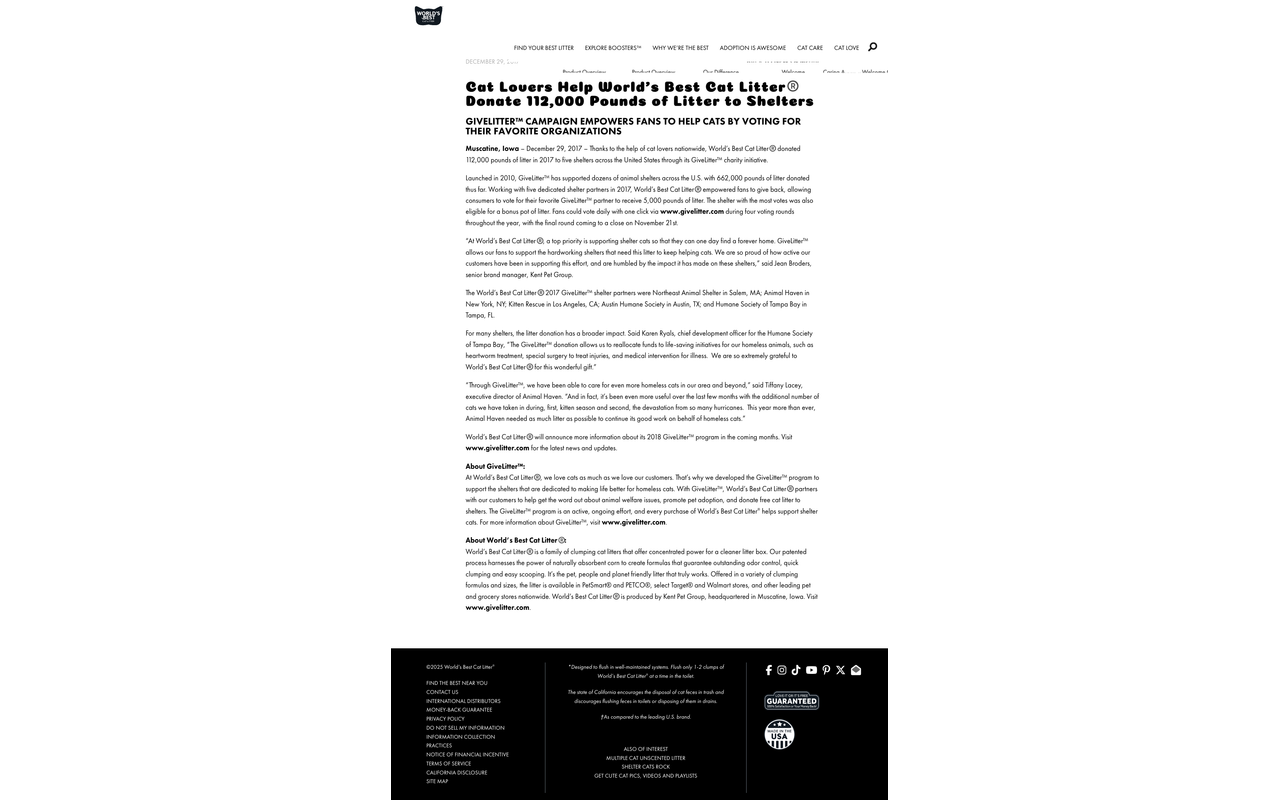 WORLD'S
BEST
FIND YOUR BEST LITTER EXPLORE BOOSTERS™ WHY WE'RE THE BEST ADOPTION IS AWESOME CAT CARE CAT LOVE
DECEMBER 29,
Product Overview Product Overview Our Difference Welcome Caring A Welcome t
Cat Lovers Help World's Best Cat Litter®
Donate 112,000 Pounds of Litter to Shelters
GIVELITTER™ CAMPAIGN EMPOWERS FANS TO HELP CATS BY VOTING FOR
THEIR FAVORITE ORGANIZATIONS
Muscatine, Iowa – December 29, 2017 – Thanks to the help of cat lovers nationwide, World's Best Cat Litter® donated
112,000 pounds of litter in 2017 to five shelters across the United States through its GiveLitter™ charity initiative.
Launched in 2010, GiveLitter™ has supported dozens of animal shelters across the U.S. with 662,000 pounds of litter donated
thus far. Working with five dedicated shelter partners in 2017, World's Best Cat Litter® empowered fans to give back, allowing
consumers to vote for their favorite GiveLitter™ partner to receive 5,000 pounds of litter. The shelter with the most votes was also
eligible for a bonus pot of litter. Fans could vote daily with one click via www.givelitter.com during four voting rounds
throughout the year, with the final round coming to a close on November 21st.
"At World's Best Cat Litter®, a top priority is supporting shelter cats so that they can one day find a forever home. GiveLitter™
allows our fans to support the hardworking shelters that need this litter to keep helping cats. We are so proud of how active our
customers have been in supporting this effort, and are humbled by the impact it has made on these shelters," said Jean Broders,
senior brand manager, Kent Pet Group.
The World's Best Cat Litter® 2017 GiveLitter™ shelter partners were Northeast Animal Shelter in Salem, MA; Animal Haven in
New York, NY; Kitten Rescue in Los Angeles, CA; Austin Humane Society in Austin, TX; and Humane Society of Tampa Bay in
Tampa, FL.
For many shelters, the litter donation has a broader impact. Said Karen Ryals, chief development officer for the Humane Society
of Tampa Bay, "The GiveLitter™ donation allows us to reallocate funds to life-saving initiatives for our homeless animals, such as
heartworm treatment, special surgery to treat injuries, and medical intervention for illness. We are so extremely grateful to
World's Best Cat Litter® for this wonderful gift."
"Through GiveLitter™, we have been able to care for even more homeless cats in our area and beyond," said Tiffany Lacey,
executive director of Animal Haven. "And in fact, it's been even more useful over the last few months with the additional number of
cats we have taken in during, first, kitten season and second, the devastation from so many hurricanes. This year more than ever,
Animal Haven needed as much litter as possible to continue its good work on behalf of homeless cats."
World's Best Cat Litter® will announce more information about its 2018 GiveLitter™ program in the coming months. Visit
www.givelitter.com for the latest news and updates.
About GiveLitter™:
At World's Best Cat Litter®, we love cats as much as we love our customers. That's why we developed the GiveLitter™ program to
support the shelters that are dedicated to making life better for homeless cats. With GiveLitter™, World's Best Cat Litter® partners
with our customers to help get the word out about animal welfare issues, promote pet adoption, and donate free cat litter to
shelters. The GiveLitter™ program is an active, ongoing effort, and every purchase of World's Best Cat Litter® helps support shelter
cats. For more information about GiveLitter™, visit www.givelitter.com.
About World's Best Cat Litter®:
World's Best Cat Litter® is a family of clumping cat litters that offer concentrated power for a cleaner litter box. Our patented
process harnesses the power of naturally absorbent corn to create formulas that guarantee outstanding odor control, quick
clumping and easy scooping. It's the pet, people and planet friendly litter that truly works. Offered in a variety of clumping
formulas and sizes, the litter is available in PetSmart® and PETCO®, select Target® and Walmart stores, and other leading pet
and grocery stores nationwide. World's Best Cat Litter® is produced by Kent Pet Group, headquartered in Muscatine, Iowa. Visit
www.givelitter.com.
©2025 World's Best Cat Litter®
FIND THE BEST NEAR YOU
CONTACT US
INTERNATIONAL DISTRIBUTORS
MONEY-BACK GUARANTEE
PRIVACY POLICY
DO NOT SELL MY INFORMATION
INFORMATION COLLECTION
PRACTICES
NOTICE OF FINANCIAL INCENTIVE
TERMS OF SERVICE
CALIFORNIA DISCLOSURE
SITE MAP
*Designed to flush in well-maintained systems. Flush only 1-2 clumps of
World's Best Cat Litter® at a time in the toilet.
The state of California encourages the disposal of cat feces in trash and
discourages flushing feces in toilets or disposing of them in drains.
†As compared to the leading U.S. brand.
ALSO OF INTEREST
MULTIPLE CAT UNSCENTED LITTER
SHELTER CATS ROCK
GET CUTE CAT PICS, VIDEOS AND PLAYLISTS
LOVE IT OR IT'S FREE
GUARANTEED
MADE IN THE
USA